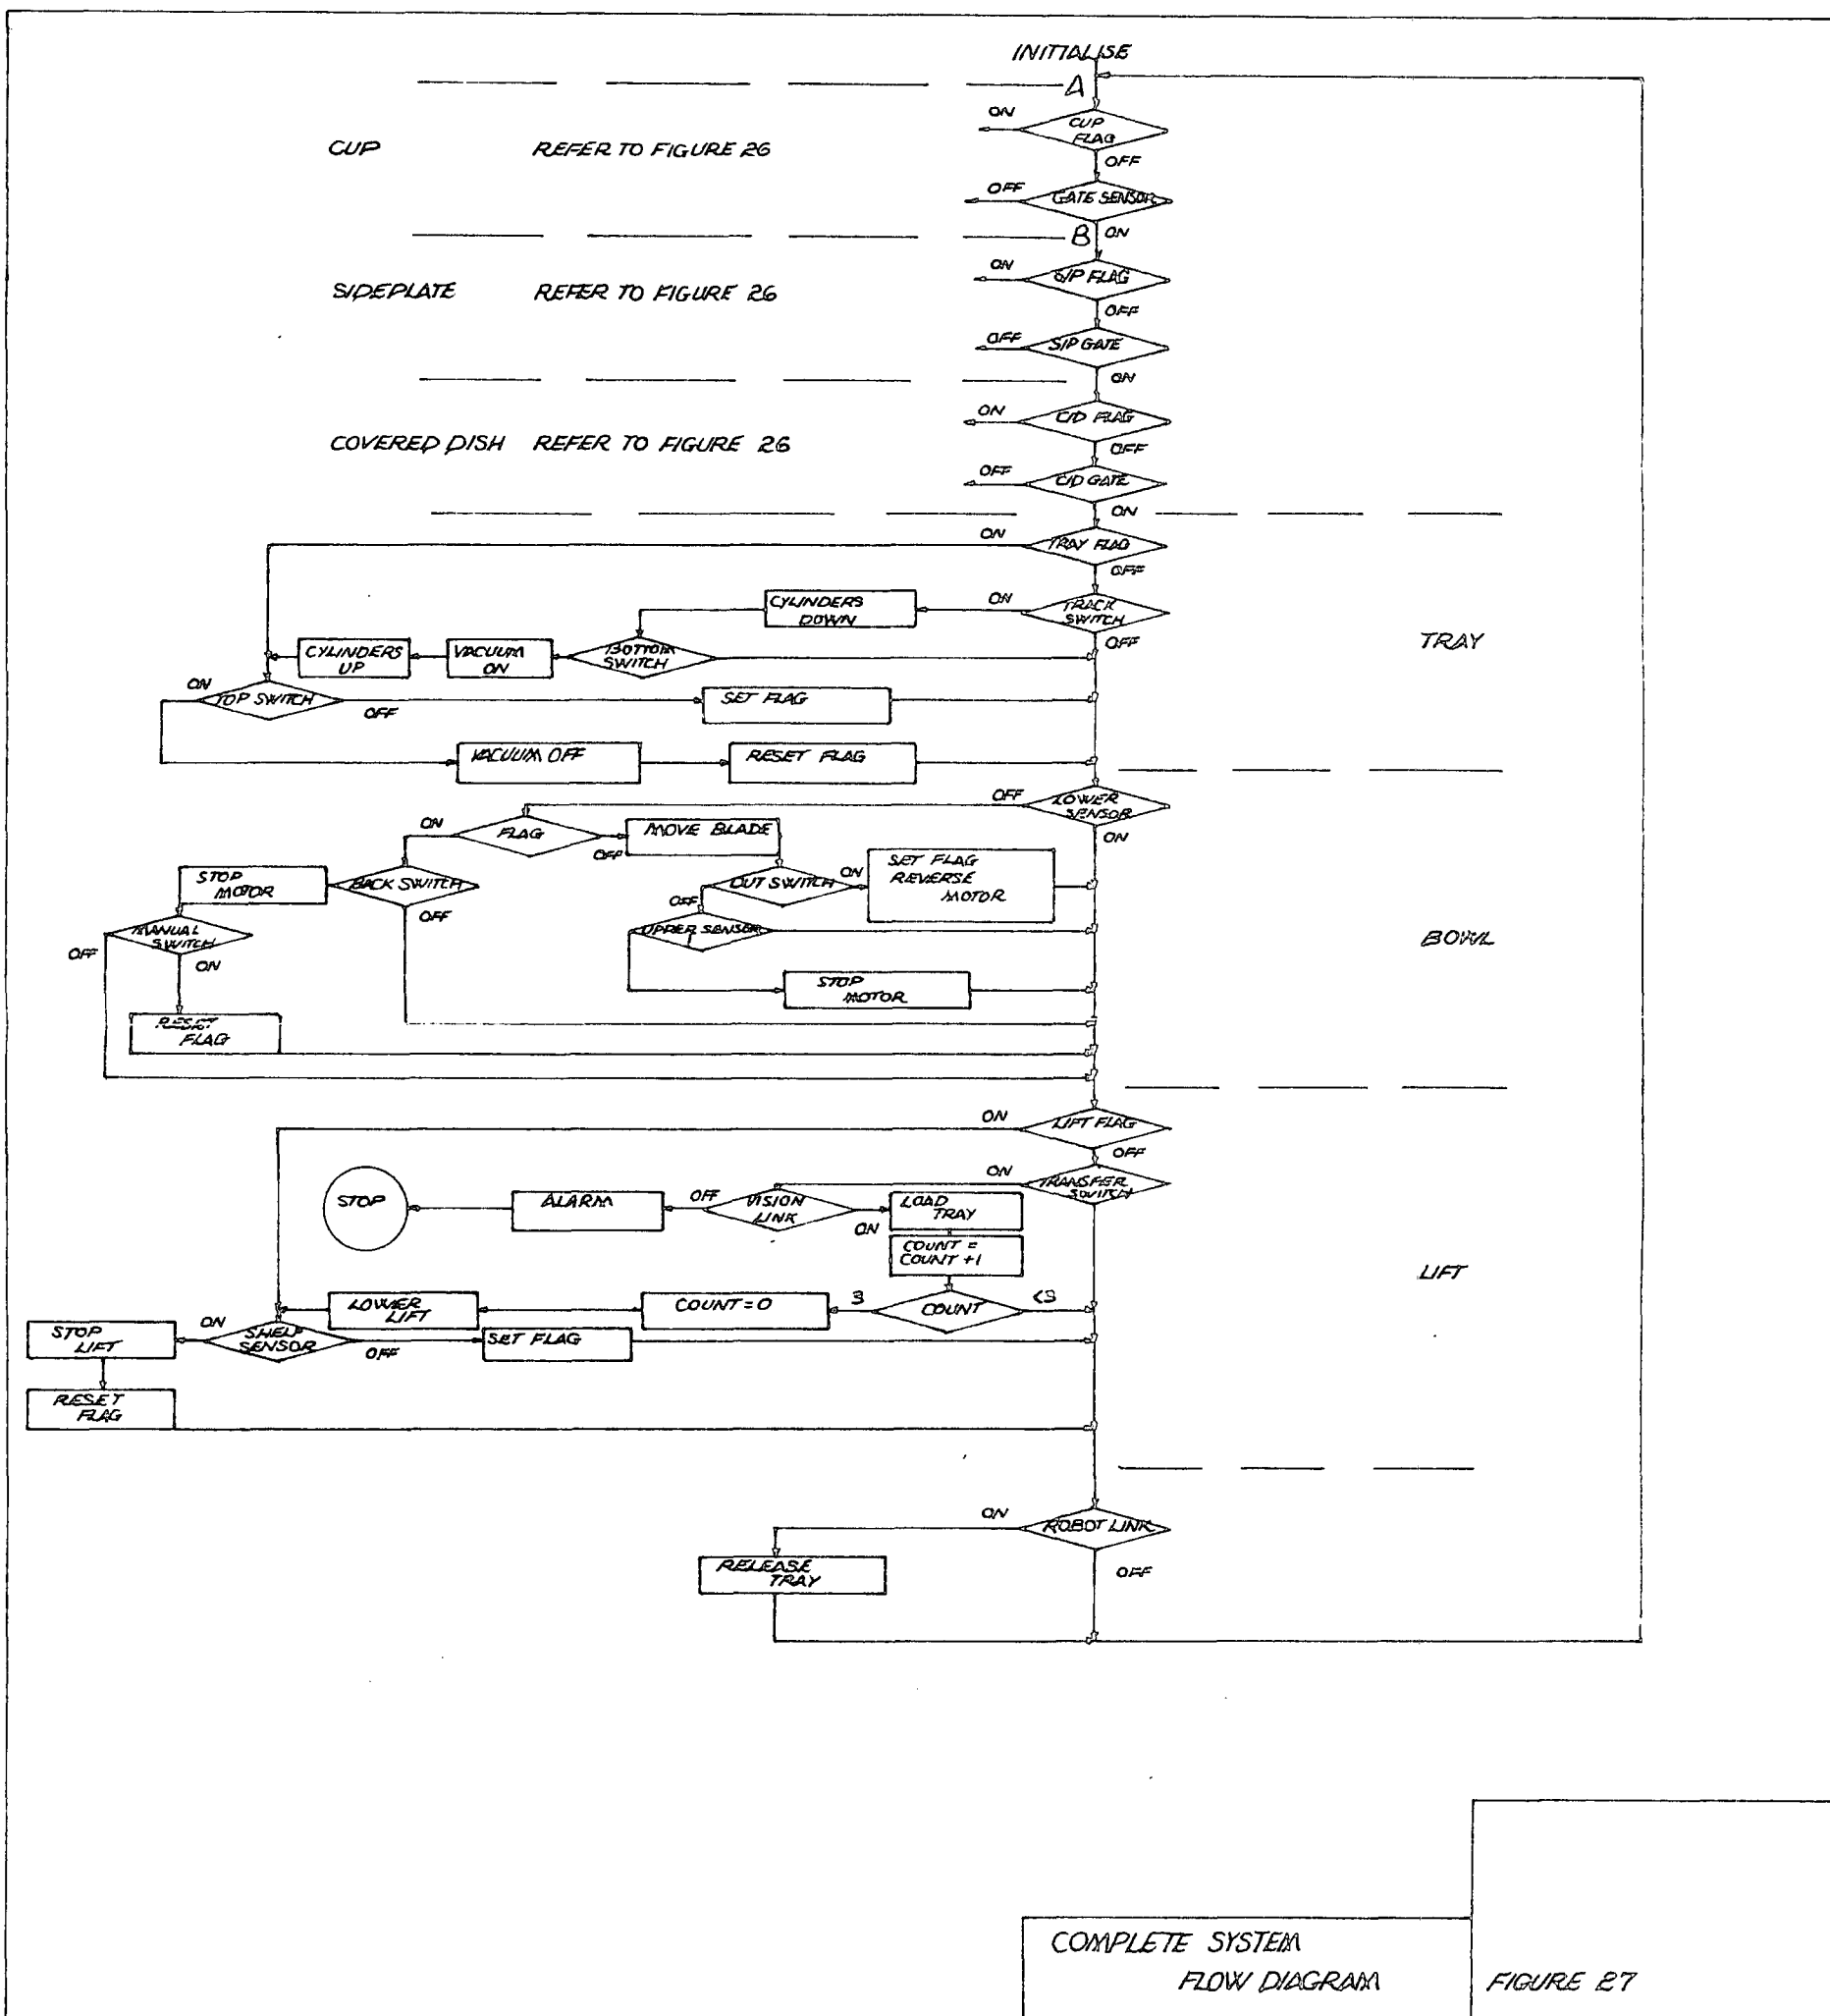 INITIALISE
A
ON
CUP
FLAG
CUP REFER TO FIGURE 26
OFF
OFF
GATE SENSOR
B ON
ON
S/P FLAG
SIDEPLATE REFER TO FIGURE 26
OFF
OFF
S/P GATE
ON
ON
C/D FLAG
COVERED DISH REFER TO FIGURE 26
OFF
OFF
C/D GATE
ON
ON
TRAY FLAG
OFF
CYLINDERS
DOWN
ON
TRACK
SWITCH
OFF
TRAY
CYLINDERS
UP
VACUUM
ON
BOTTOM
SWITCH
ON
TOP SWITCH
OFF
SET FLAG
VACUUM OFF
RESET FLAG
OFF
LOWER
SENSOR
ON
ON
FLAG
OFF
MOVE BLADE
STOP
MOTOR
BACK SWITCH
OFF
OUT SWITCH
ON
SET FLAG
REVERSE
MOTOR
OFF
MANUAL
SWITCH
OFF
ON
UPPER SENSOR
BOWL
STOP
MOTOR
RESET
FLAG
ON
LIFT FLAG
OFF
ON
TRANSFER
SWITCH
STOP
ALARM
OFF
VISION
LINK
ON
LOAD
TRAY
COUNT =
COUNT +1
LIFT
LOWER
LIFT
COUNT = 0
3
COUNT
<3
STOP
LIFT
ON
SHELF
SENSOR
OFF
SET FLAG
RESET
FLAG
ON
ROBOT LINK
OFF
RELEASE
TRAY
COMPLETE SYSTEM
FLOW DIAGRAM
FIGURE 27